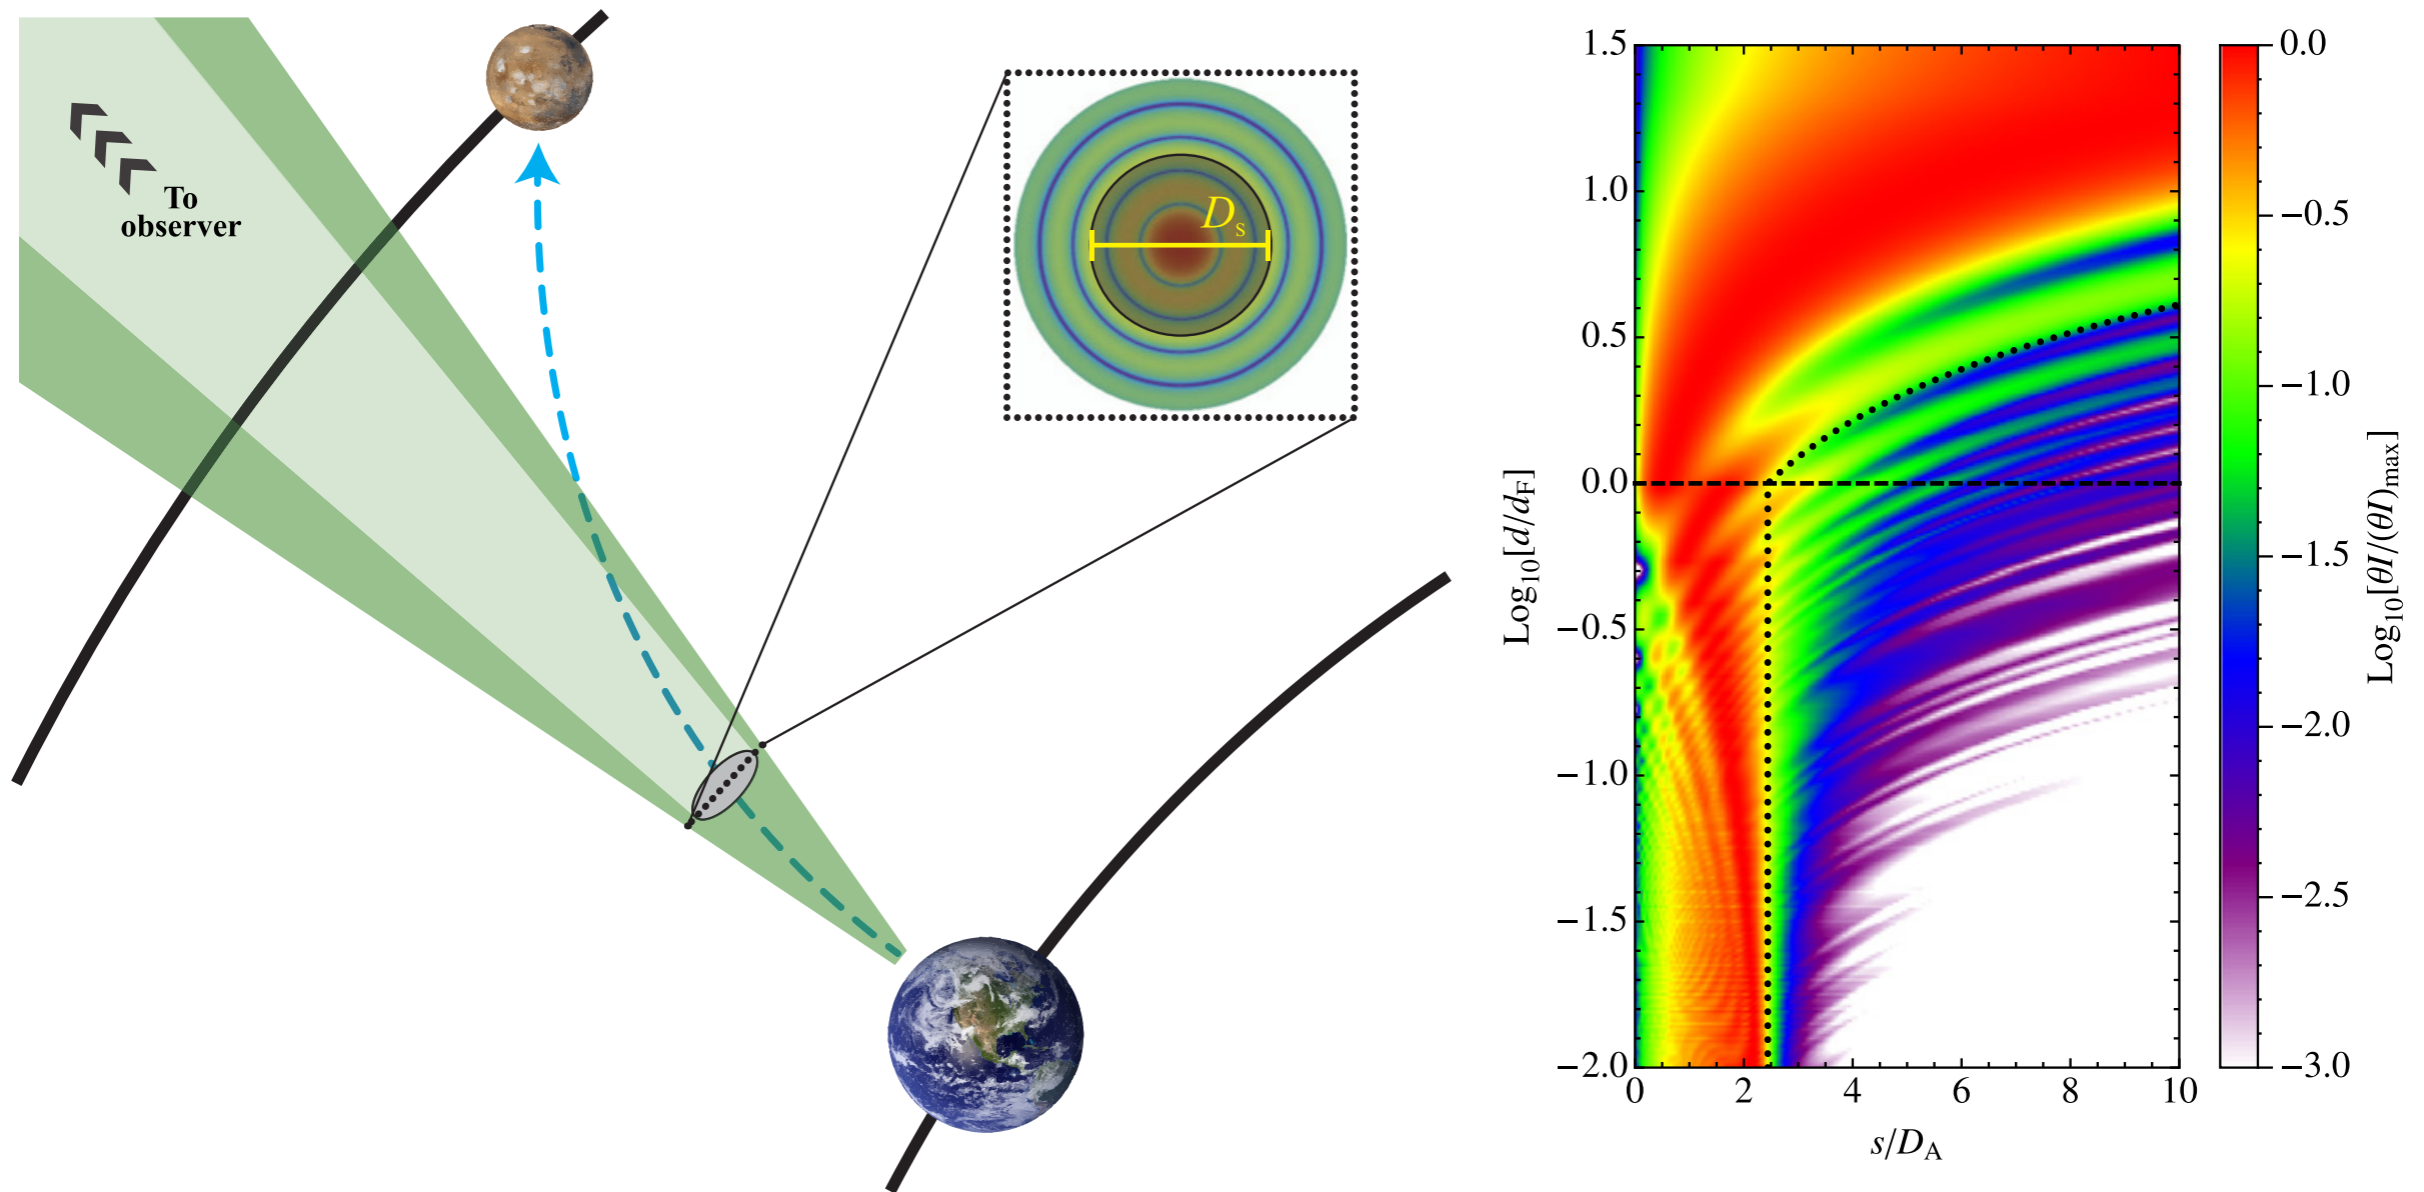 To
observer
Dₛ
Log₁₀[d/d_F]
1.5
1.0
0.5
0.0
−0.5
−1.0
−1.5
−2.0
0 2 4 6 8 10
s/D_A
0.0
−0.5
−1.0
−1.5
−2.0
−2.5
−3.0
Log₁₀[θI/(θI)ₘₐₓ]